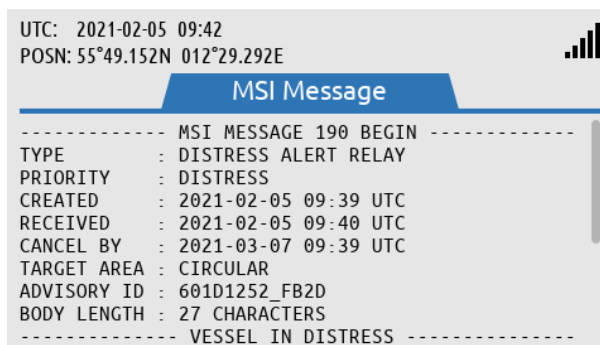 UTC: 2021-02-05 09:42
POSN: 55°49.152N 012°29.292E
MSI Message
------------- MSI MESSAGE 190 BEGIN -------------
TYPE : DISTRESS ALERT RELAY
PRIORITY : DISTRESS
CREATED : 2021-02-05 09:39 UTC
RECEIVED : 2021-02-05 09:40 UTC
CANCEL BY : 2021-03-07 09:39 UTC
TARGET AREA : CIRCULAR
ADVISORY ID : 601D1252_FB2D
BODY LENGTH : 27 CHARACTERS
-------------- VESSEL IN DISTRESS ---------------